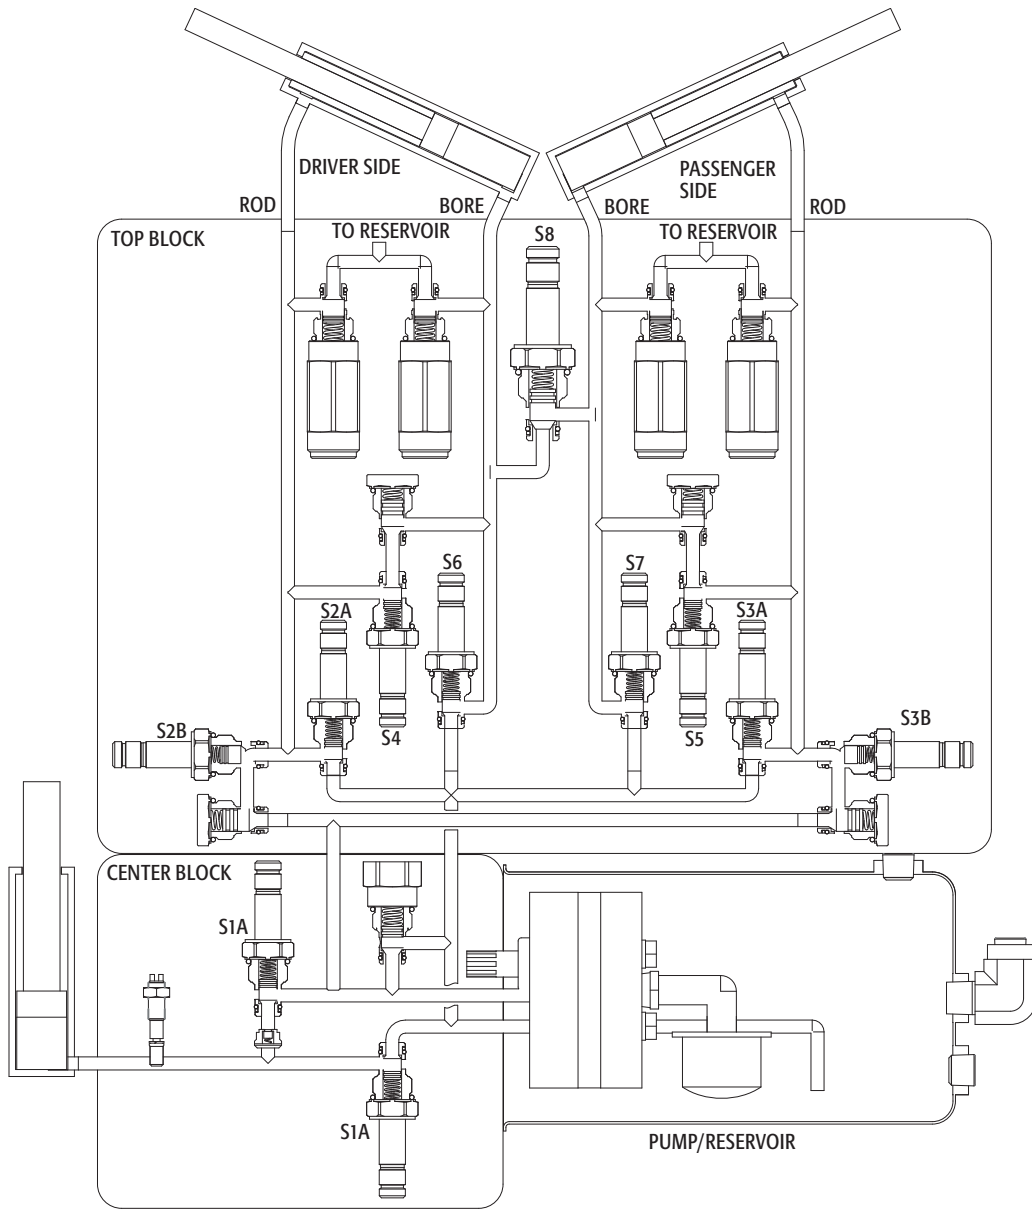 DRIVER SIDE
PASSENGER
SIDE
ROD
BORE
BORE
ROD
TOP BLOCK
TO RESERVOIR
S8
TO RESERVOIR
S6
S7
S2A
S3A
S2B
S4
S5
S3B
CENTER BLOCK
S1A
S1A
PUMP/RESERVOIR